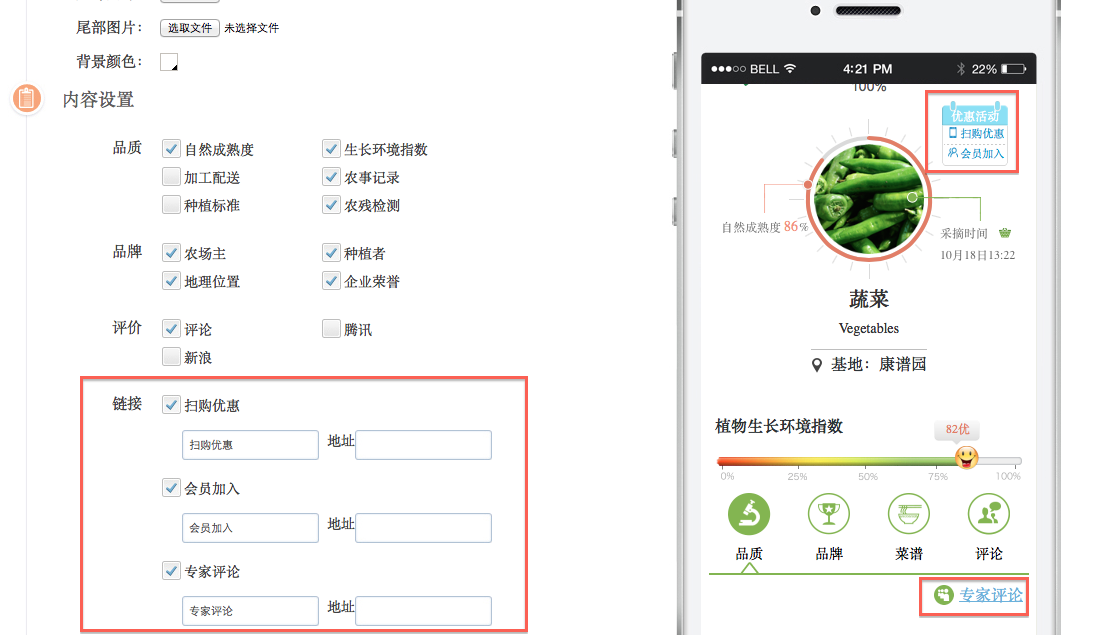 尾部图片： 选取文件 未选择文件
背景颜色：
内容设置
品质 自然成熟度 生长环境指数
加工配送 农事记录
种植标准 农残检测
品牌 农场主 种植者
地理位置 企业荣誉
评价 评论 腾讯
新浪
链接 扫购优惠
扫购优惠 地址
会员加入
会员加入 地址
专家评论
专家评论 地址
BELL 4:21 PM 22%
100%
优惠活动
扫购优惠
会员加入
自然成熟度 86%
采摘时间
10月18日13:22
蔬菜
Vegetables
基地：康谱园
植物生长环境指数
82优
0% 25% 50% 75% 100%
品质 品牌 菜谱 评论
专家评论